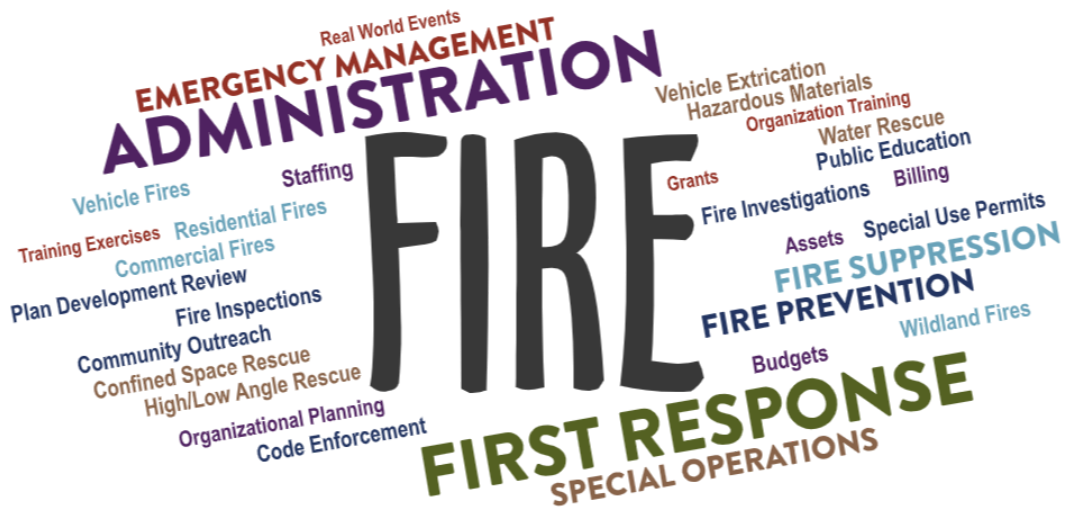 Real World Events
EMERGENCY MANAGEMENT
ADMINISTRATION
FIRE
Staffing
Vehicle Fires
Residential Fires
Training Exercises
Commercial Fires
Plan Development Review
Fire Inspections
Community Outreach
Confined Space Rescue
High/Low Angle Rescue
Organizational Planning
Code Enforcement
Vehicle Extrication
Hazardous Materials
Organization Training
Water Rescue
Public Education
Grants
Billing
Fire Investigations
Special Use Permits
Assets
FIRE SUPPRESSION
FIRE PREVENTION
Wildland Fires
Budgets
FIRST RESPONSE
SPECIAL OPERATIONS